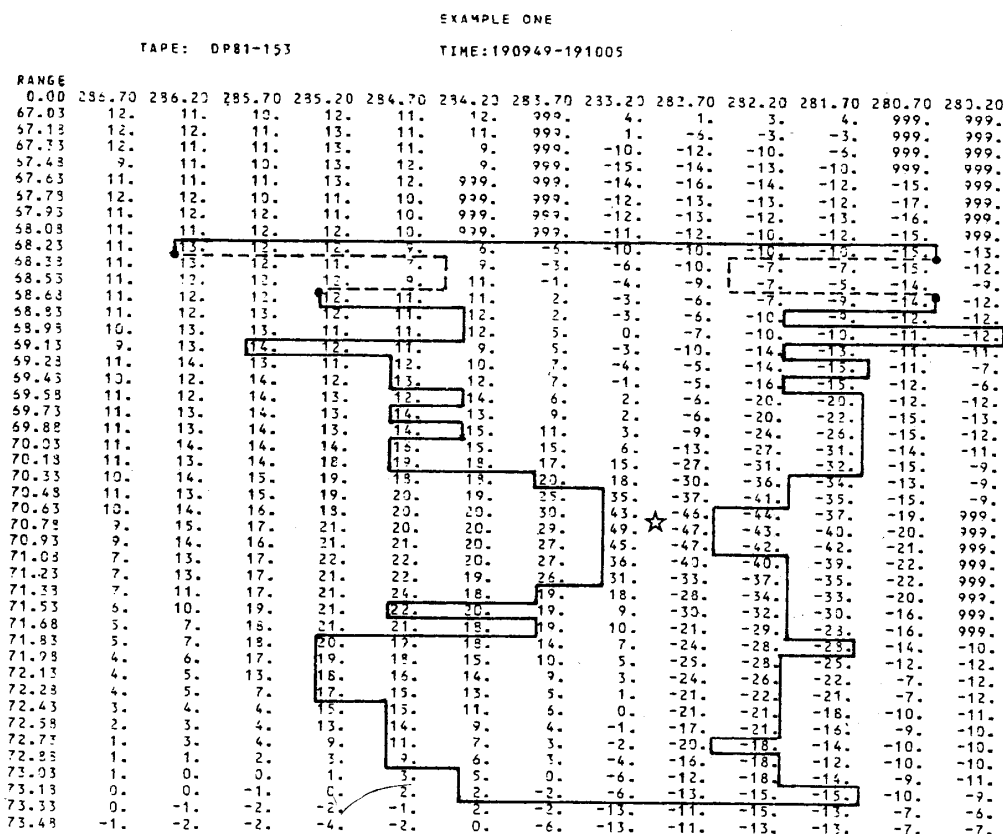 EXAMPLE ONE
TAPE: DP81-153 TIME:190949-191005
RANGE
0.00 286.70 286.20 285.70 285.20 284.70 284.20 283.70 283.20 282.70 282.20 281.70 280.70 280.20
67.03 12. 11. 10. 12. 11. 12. 999. 4. 1. 3. 4. 999. 999.
67.18 12. 11. 11. 13. 11. 11. 999. 1. -6. -3. -3. 999. 999.
67.33 12. 11. 11. 13. 11. 9. 999. -10. -12. -10. -6. 999. 999.
67.48 9. 11. 10. 13. 12. 9. 999. -15. -14. -13. -10. 999. 999.
67.63 11. 11. 11. 13. 12. 999. 999. -14. -16. -14. -12. -15. 999.
67.78 12. 12. 10. 11. 10. 999. 999. -12. -13. -13. -12. -17. 999.
67.93 11. 11. 12. 11. 10. 999. 999. -12. -13. -12. -13. -16. 999.
68.08 11. 11. 12. 12. 10. 999. 999. -11. -12. -10. -12. -15. 999.
68.23 11. 13. 12. 12. 9. 6. -6. -10. -10. -10. -10. -15. -13.
68.38 11. 13. 12. 11. 7. 9. -3. -6. -10. -7. -7. -15. -12.
68.53 11. 12. 12. 12. 9. 11. -1. -4. -9. -7. -5. -14. -9.
68.68 11. 12. 12. 12. 11. 11. 2. -3. -6. -7. -9. -14. -12.
68.83 11. 12. 13. 12. 11. 12. 2. -3. -6. -10. -9. -12. -12.
68.98 10. 13. 13. 11. 11. 12. 5. 0. -7. -10. -10. -11. -12.
69.13 9. 13. 14. 12. 11. 9. 5. -3. -10. -14. -13. -11. -11.
69.28 11. 14. 13. 11. 12. 10. 7. -4. -5. -14. -15. -11. -7.
69.43 10. 12. 14. 12. 13. 12. 7. -1. -5. -16. -15. -12. -6.
69.58 11. 12. 14. 13. 12. 14. 6. 2. -6. -20. -20. -12. -12.
69.73 11. 13. 14. 13. 14. 13. 9. 2. -6. -20. -22. -15. -13.
69.88 11. 13. 14. 13. 14. 15. 11. 3. -9. -24. -26. -15. -12.
70.03 11. 14. 14. 14. 16. 15. 15. 6. -13. -27. -31. -14. -11.
70.18 11. 13. 14. 18. 19. 18. 17. 15. -27. -31. -32. -15. -9.
70.33 10. 14. 15. 19. 18. 18. 20. 18. -30. -36. -34. -13. -9.
70.48 11. 13. 15. 19. 20. 19. 25. 35. -37. -41. -35. -15. -9.
70.63 10. 14. 16. 18. 20. 20. 30. 43. -46. -44. -37. -19. 999.
70.78 9. 15. 17. 21. 20. 20. 29. 49. -47. -43. -40. -20. 999.
70.93 9. 14. 16. 21. 21. 20. 27. 45. -47. -42. -42. -21. 999.
71.08 7. 13. 17. 22. 22. 20. 27. 36. -40. -40. -39. -22. 999.
71.23 7. 13. 17. 21. 22. 19. 26. 31. -33. -37. -35. -22. 999.
71.38 7. 11. 17. 21. 24. 18. 19. 18. -28. -34. -33. -20. 999.
71.53 6. 10. 19. 21. 22. 20. 19. 9. -30. -32. -30. -16. 999.
71.68 5. 7. 18. 21. 21. 18. 19. 10. -21. -29. -23. -16. 999.
71.83 5. 7. 18. 20. 19. 18. 14. 7. -24. -28. -28. -14. -10.
71.98 4. 6. 17. 19. 18. 15. 10. 5. -25. -28. -25. -12. -12.
72.13 4. 5. 13. 18. 16. 14. 9. 3. -24. -26. -22. -7. -12.
72.28 4. 5. 7. 17. 15. 13. 5. 1. -24. -22. -21. -7. -12.
72.43 3. 4. 4. 15. 15. 11. 6. 0. -21. -21. -18. -10. -11.
72.58 2. 3. 4. 13. 14. 9. 4. -1. -17. -21. -16. -9. -10.
72.73 1. 3. 4. 9. 11. 7. 3. -2. -20. -18. -14. -10. -10.
72.88 1. 1. 2. 3. 9. 6. 3. -4. -16. -18. -12. -10. -10.
73.03 1. 0. 0. 1. 3. 5. 0. -6. -12. -18. -14. -9. -11.
73.18 0. 0. -1. 0. 2. 2. -2. -6. -13. -15. -15. -10. -9.
73.33 0. -1. -2. -2. -1. 2. -2. -13. -11. -15. -13. -7. -6.
73.48 -1. -2. -2. -4. -2. 0. -6. -13. -11. -13. -13. -7. -7.